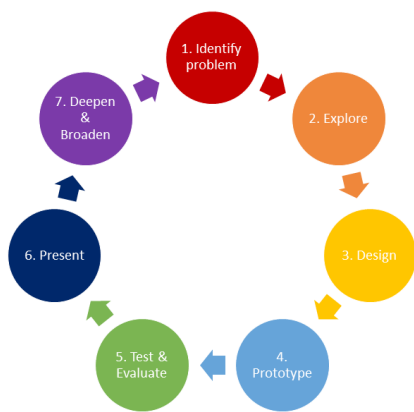 1. Identify
problem
2. Explore
3. Design
4.
Prototype
5. Test &
Evaluate
6. Present
7. Deepen
&
Broaden